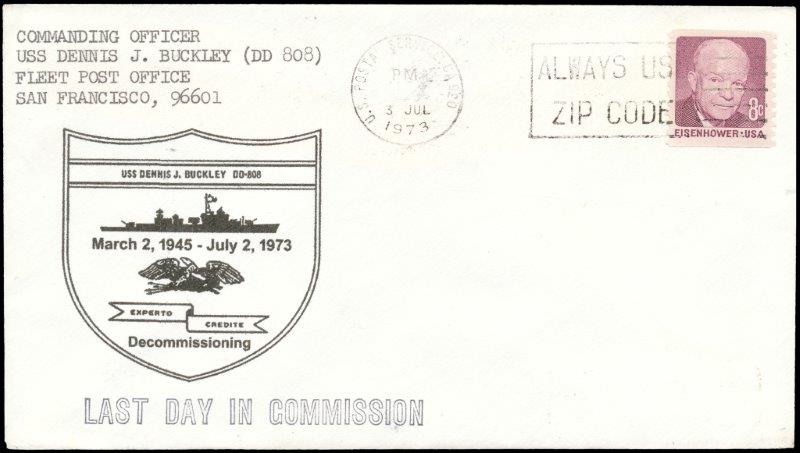 COMMANDING OFFICER
USS DENNIS J. BUCKLEY (DD 808)
FLEET POST OFFICE
SAN FRANCISCO, 96601
U.S. POSTAL SERVICE
PM
3 JUL
1973
ALWAYS US
ZIP CODE
8c
EISENHOWER·USA
USS DENNIS J. BUCKLEY DD-808
March 2, 1945 - July 2, 1973
EXPERTO
CREDITE
Decommissioning
LAST DAY IN COMMISSION